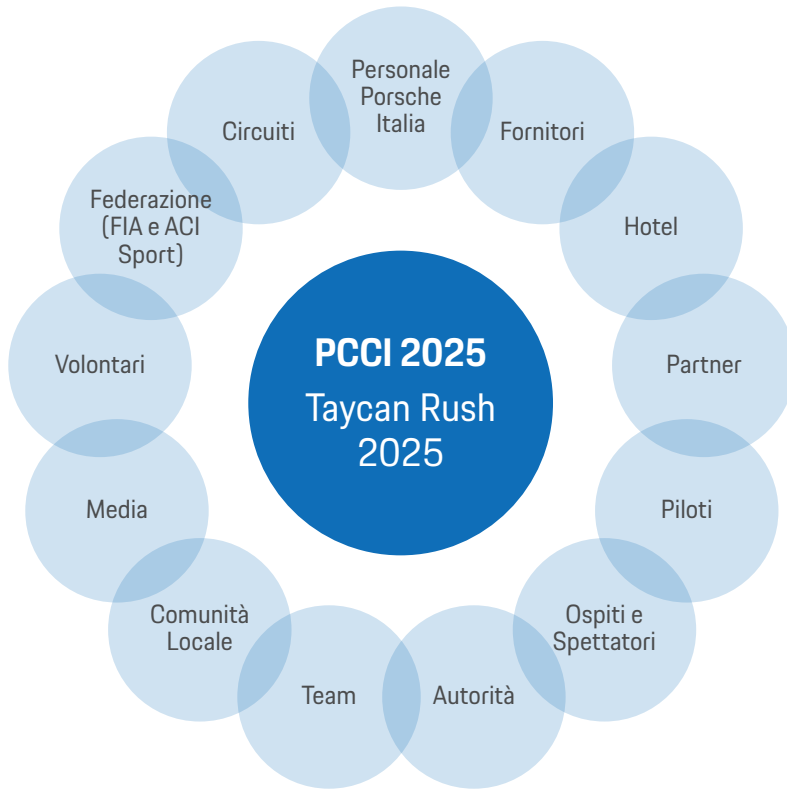 Personale
Porsche
Italia
Fornitori
Hotel
Partner
Piloti
Ospiti e
Spettatori
Autorità
Team
Comunità
Locale
Media
Volontari
Federazione
(FIA e ACI
Sport)
Circuiti
PCCI 2025
Taycan Rush
2025